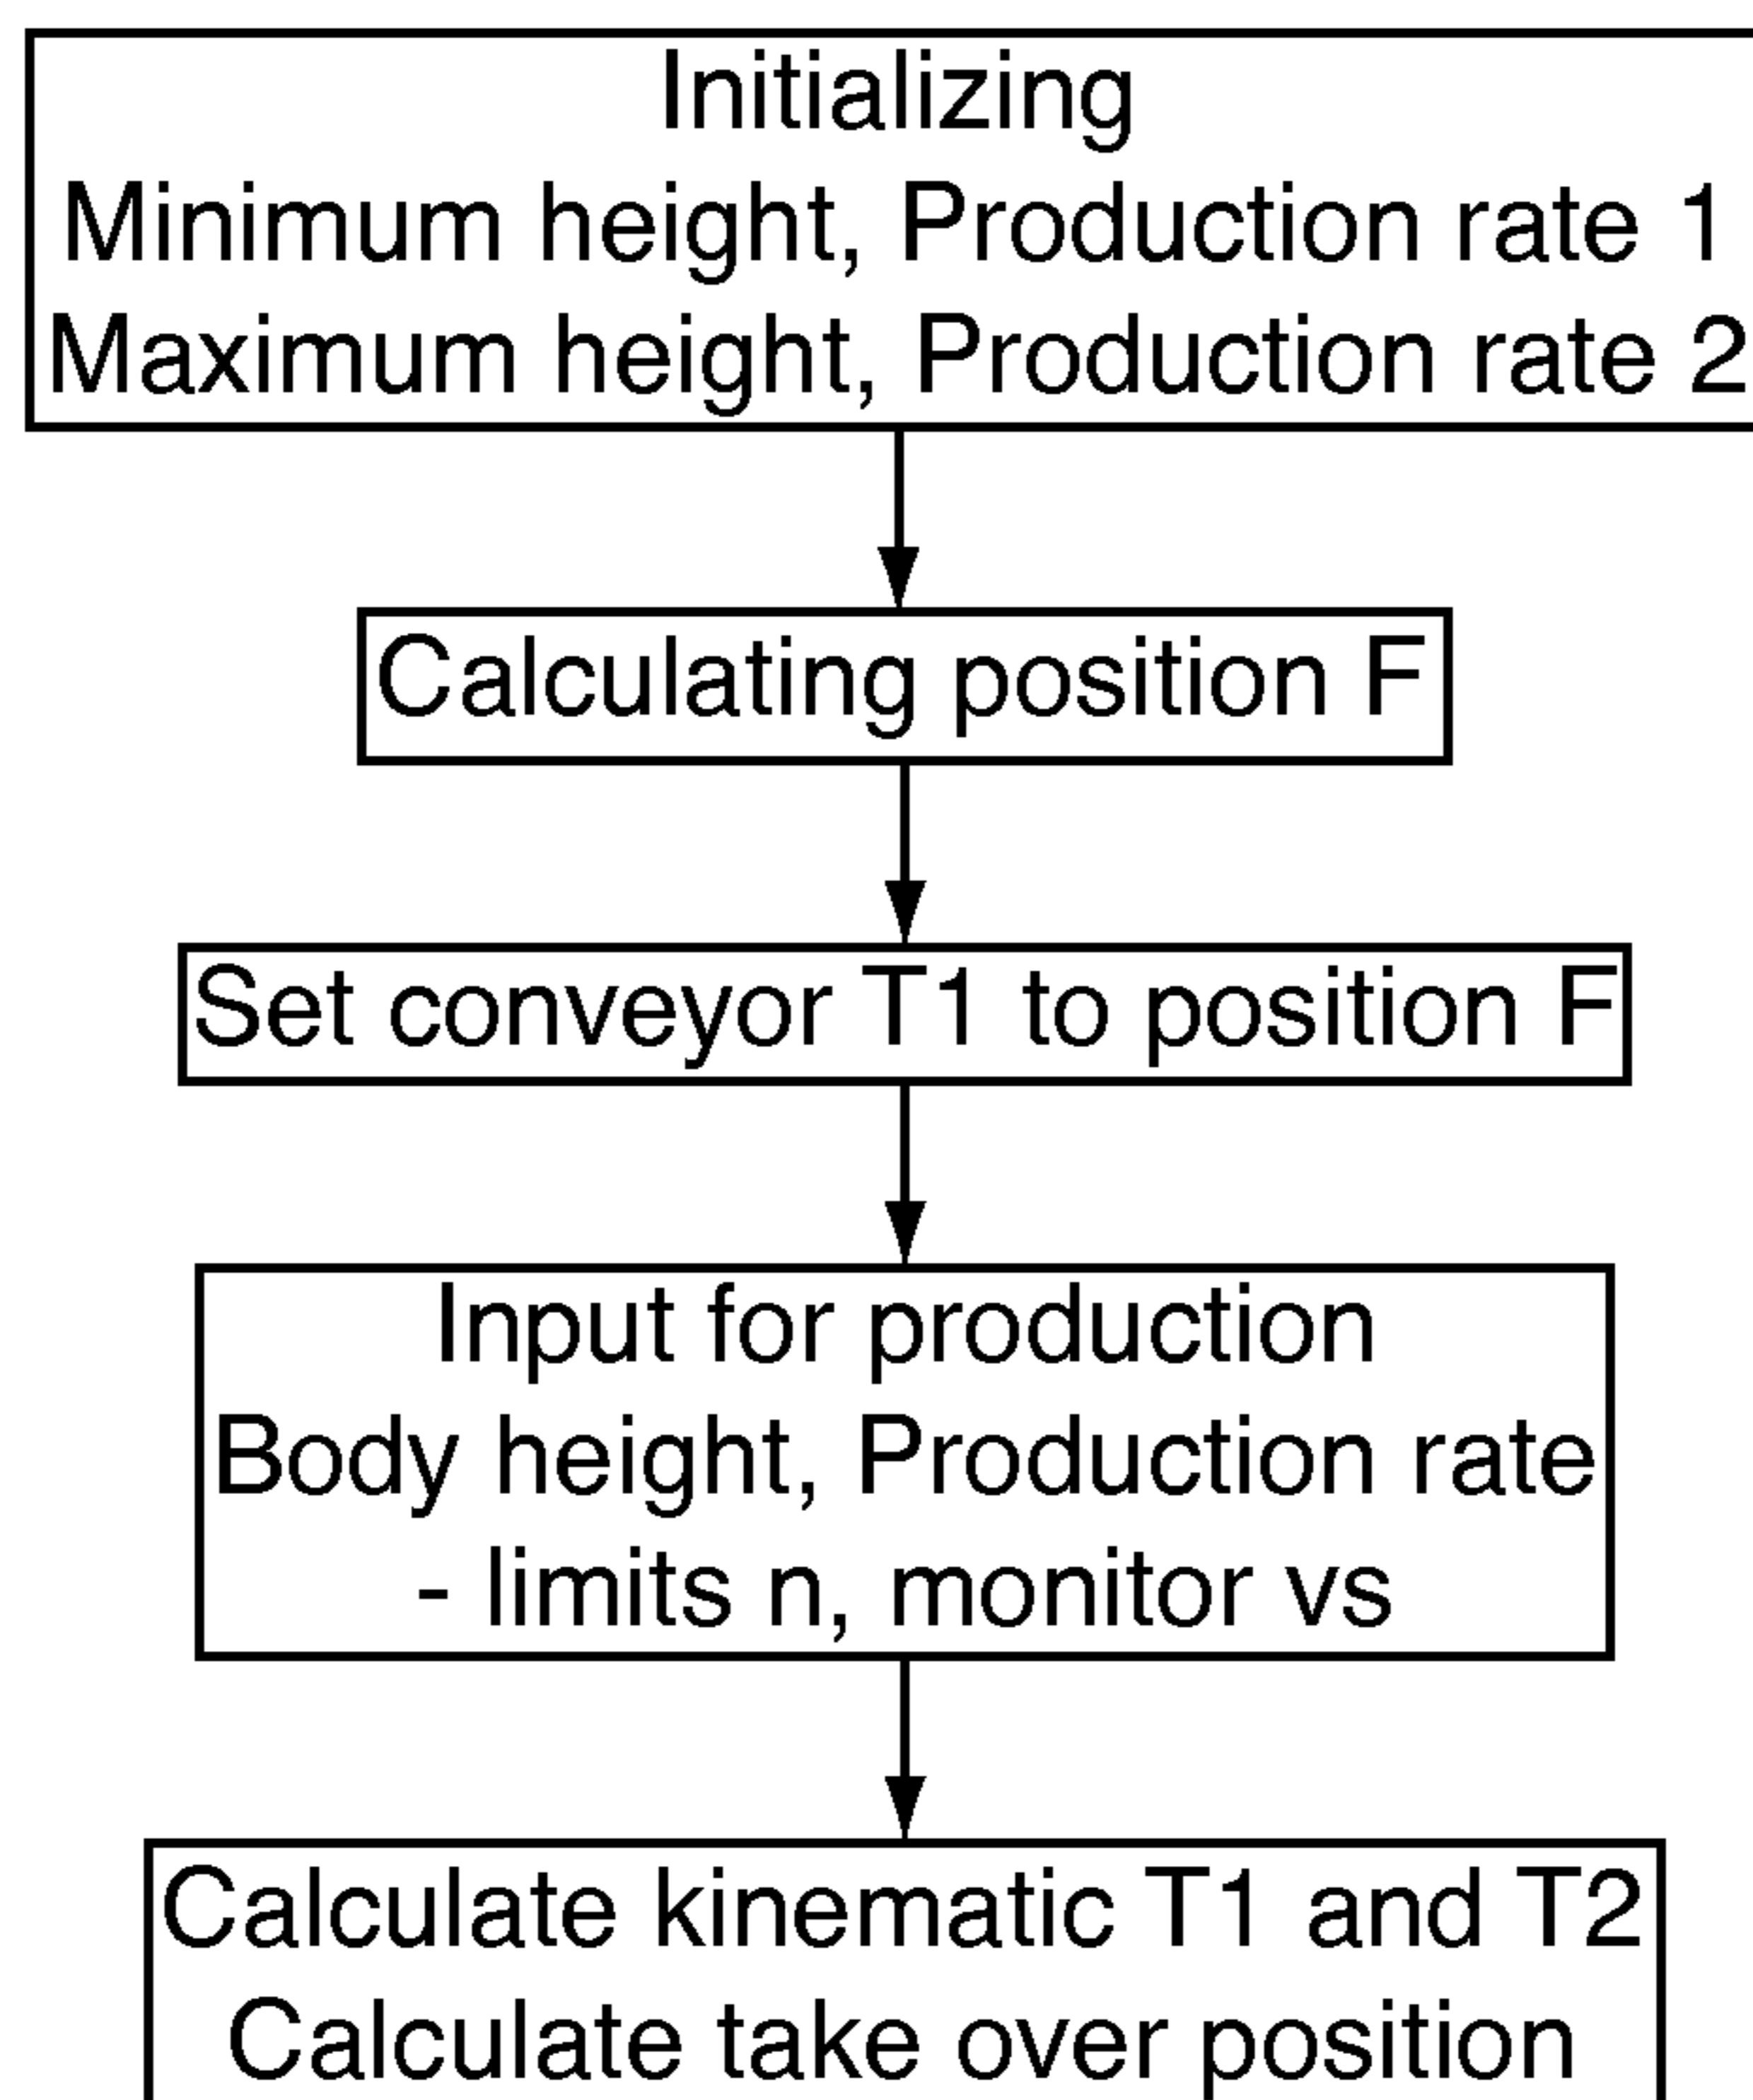 Initializing
Minimum height, Production rate 1
Maximum height, Production rate 2
Calculating position F
Set conveyor T1 to position F
Input for production
Body height, Production rate
- limits n, monitor vs
Calculate kinematic T1 and T2
Calculate take over position